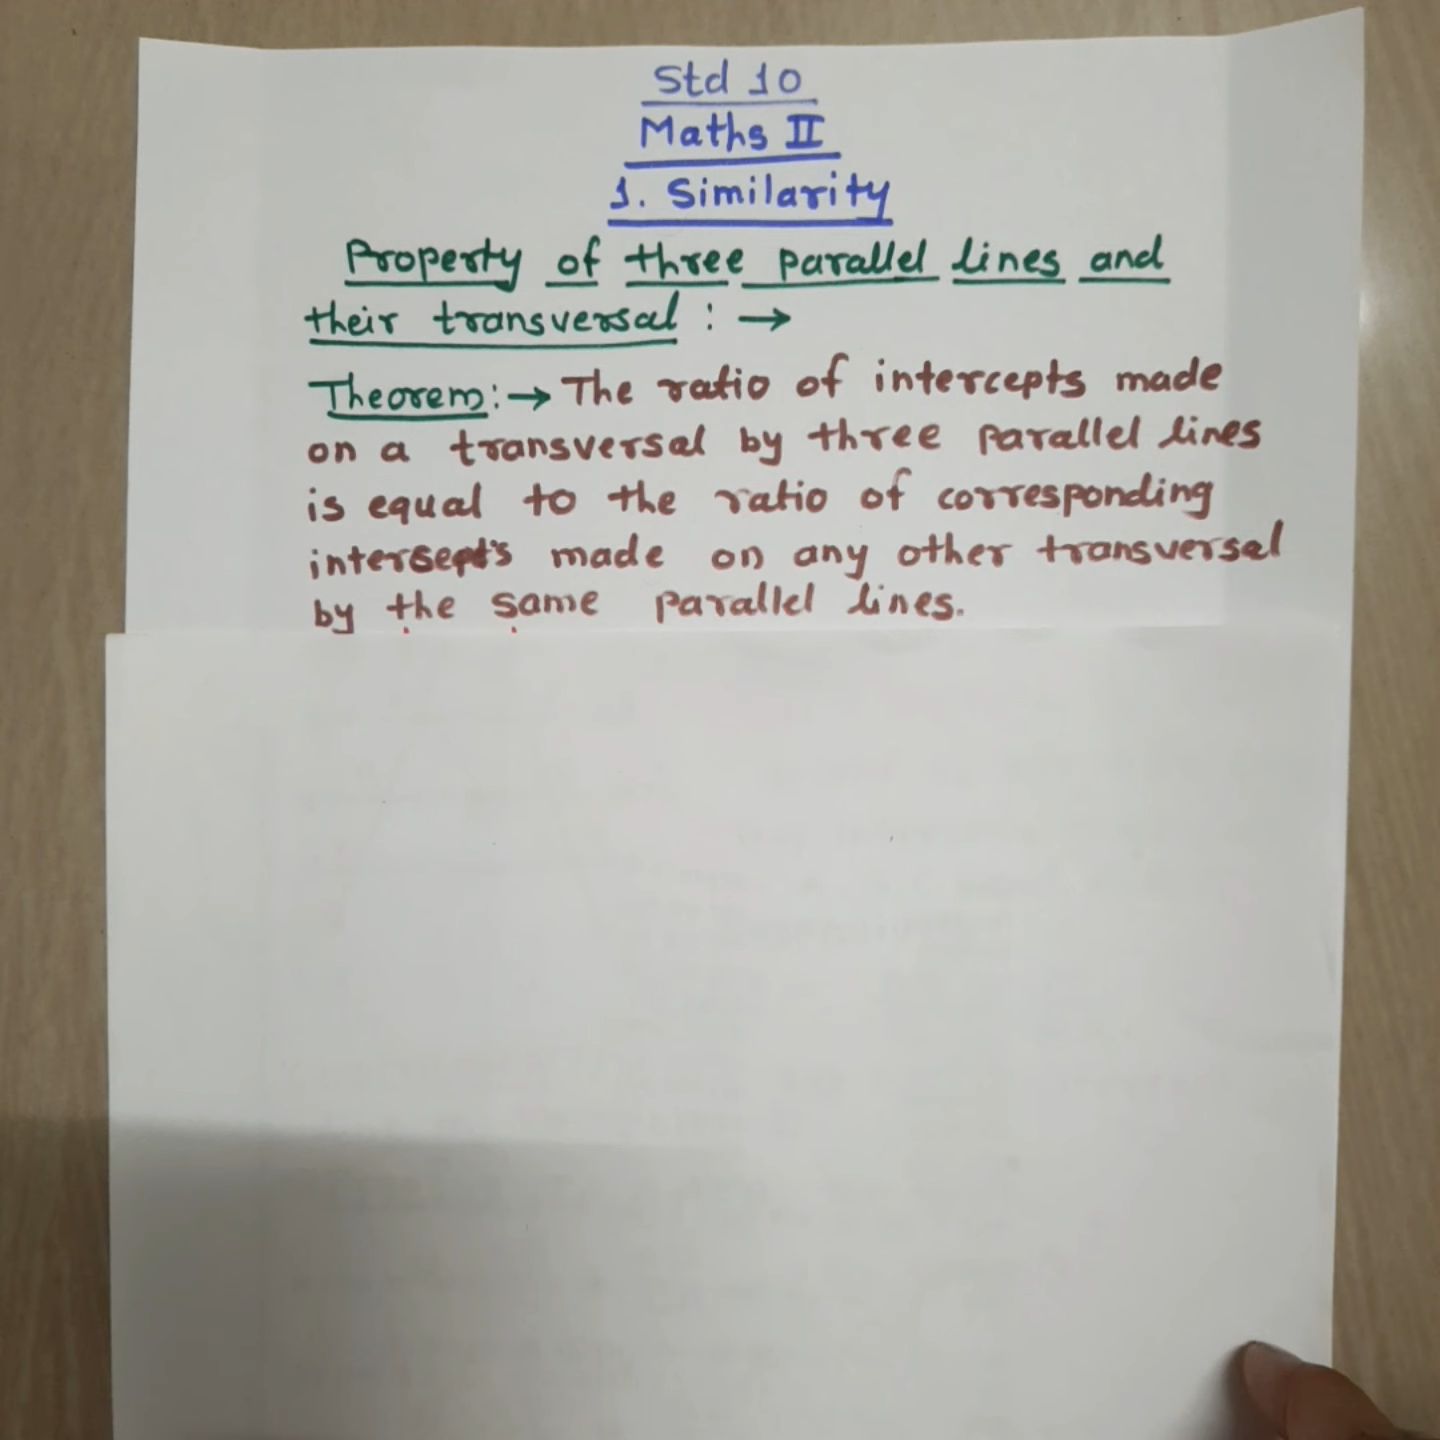 Std 10
Maths II
1. Similarity
Property of three parallel lines and
their transversal : →
Theorem:→ The ratio of intercepts made
on a transversal by three parallel lines
is equal to the ratio of corresponding
intersepts made on any other transversal
by the same parallel lines.